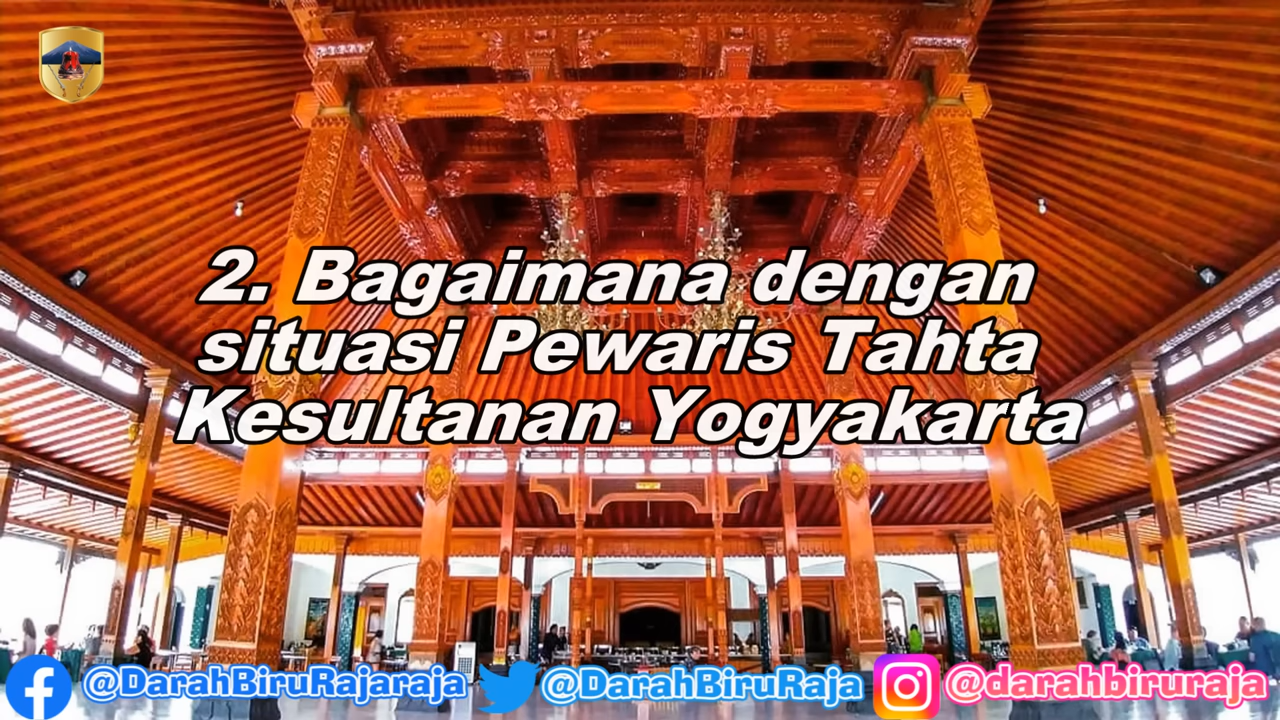 2. Bagaimana dengan
situasi Pewaris Tahta
Kesultanan Yogyakarta
@DarahBiruRajaraja @DarahBiruRaja @darahbiruraja